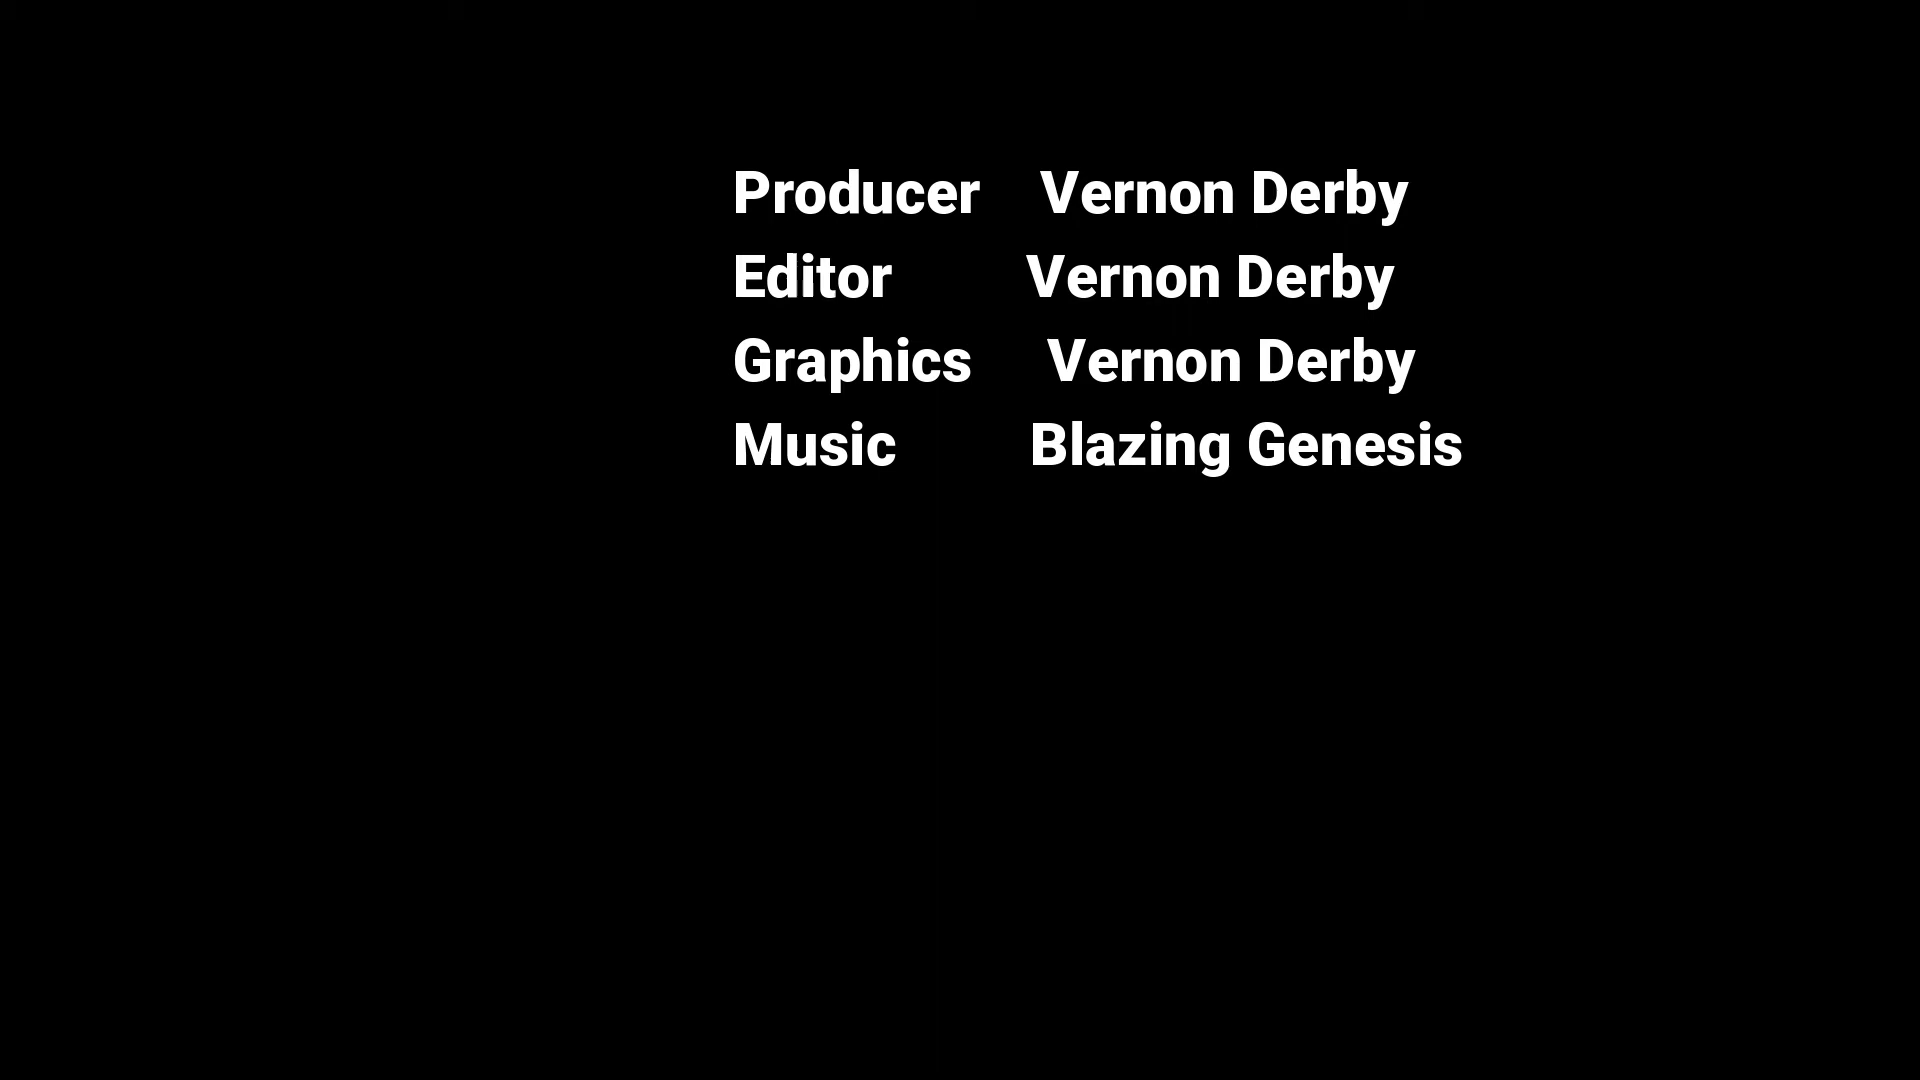 Producer Vernon Derby
Editor Vernon Derby
Graphics Vernon Derby
Music Blazing Genesis